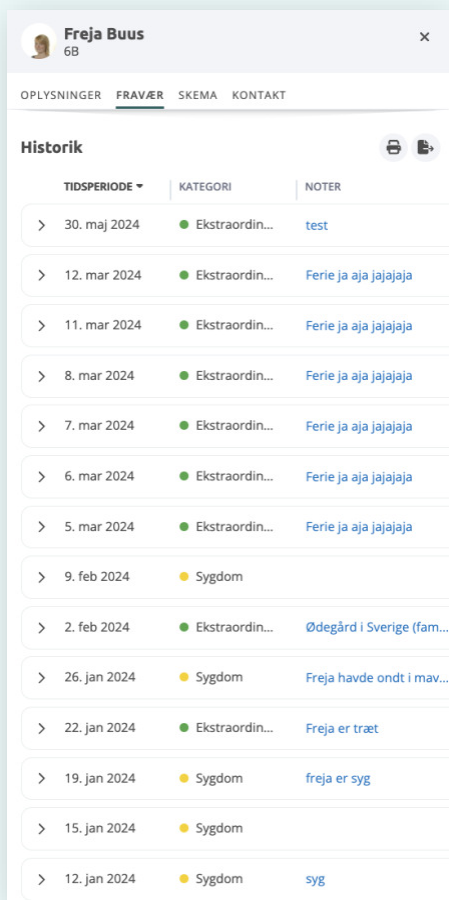 Freja Buus
6B
OPLYSNINGER FRAVÆR SKEMA KONTAKT
Historik
TIDSPERIODE KATEGORI NOTER
30. maj 2024 Ekstraordin... test
12. mar 2024 Ekstraordin... Ferie ja aja jajajaja
11. mar 2024 Ekstraordin... Ferie ja aja jajajaja
8. mar 2024 Ekstraordin... Ferie ja aja jajajaja
7. mar 2024 Ekstraordin... Ferie ja aja jajajaja
6. mar 2024 Ekstraordin... Ferie ja aja jajajaja
5. mar 2024 Ekstraordin... Ferie ja aja jajajaja
9. feb 2024 Sygdom
2. feb 2024 Ekstraordin... Ødegård i Sverige (fam...
26. jan 2024 Sygdom Freja havde ondt i mav...
22. jan 2024 Ekstraordin... Freja er træt
19. jan 2024 Sygdom freja er syg
15. jan 2024 Sygdom
12. jan 2024 Sygdom syg